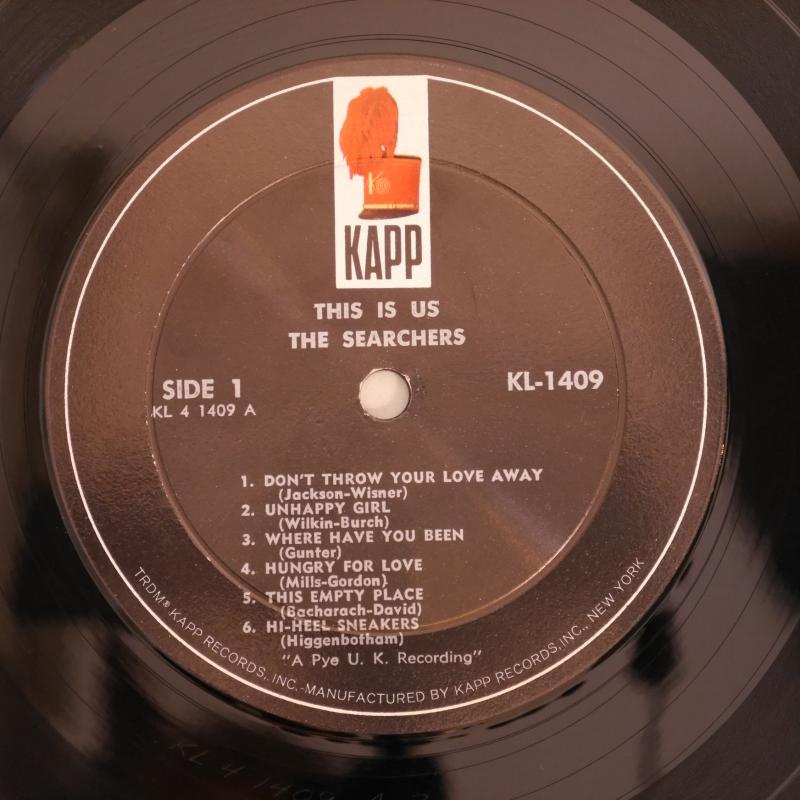 K
KAPP
THIS IS US
THE SEARCHERS
SIDE 1
KL 4 1409 A
KL-1409
1. DON'T THROW YOUR LOVE AWAY
(Jackson-Wisner)
2. UNHAPPY GIRL
(Wilkin-Burch)
3. WHERE HAVE YOU BEEN
(Gunter)
4. HUNGRY FOR LOVE
(Mills-Gordon)
5. THIS EMPTY PLACE
(Bacharach-David)
6. HI-HEEL SNEAKERS
(Higgenbotham)
"A Pye U. K. Recording"
TRDM® KAPP RECORDS, INC.-MANUFACTURED BY KAPP RECORDS, INC., NEW YORK
KL 4 1409 A